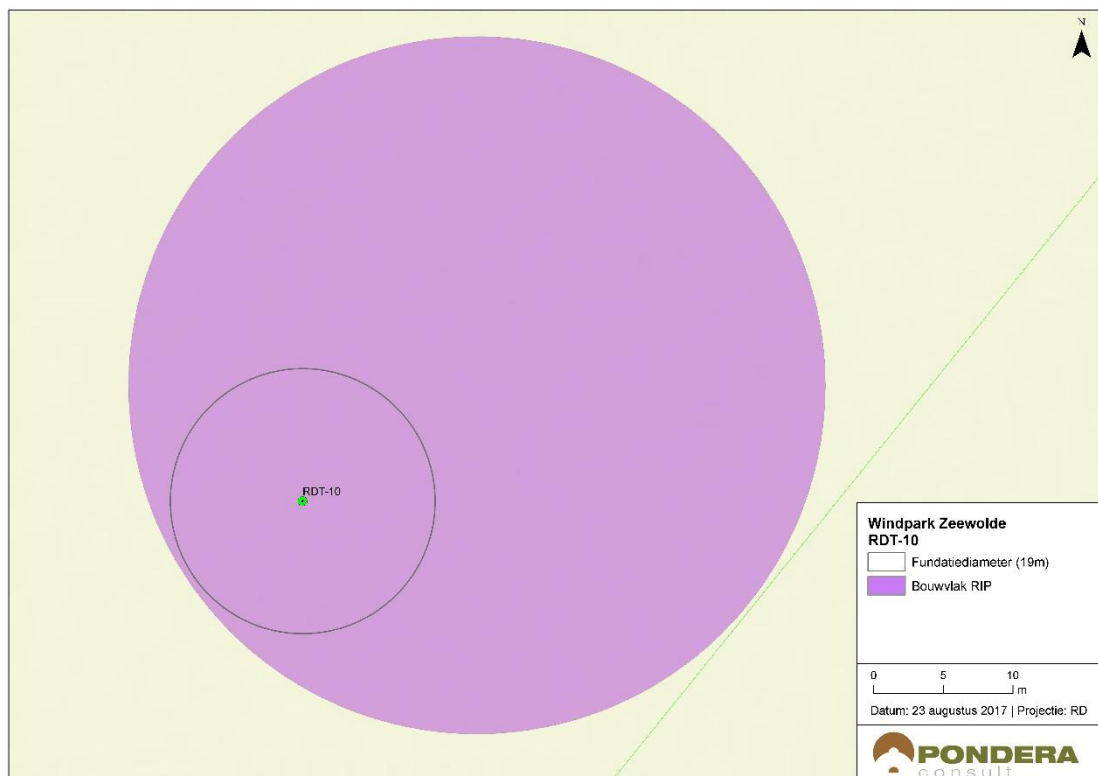 N
RDT-10
Windpark Zeewolde
RDT-10
Fundatiediameter (19m)
Bouwvlak RIP
0 5 10
m
Datum: 23 augustus 2017 | Projectie: RD
PONDERA
consult